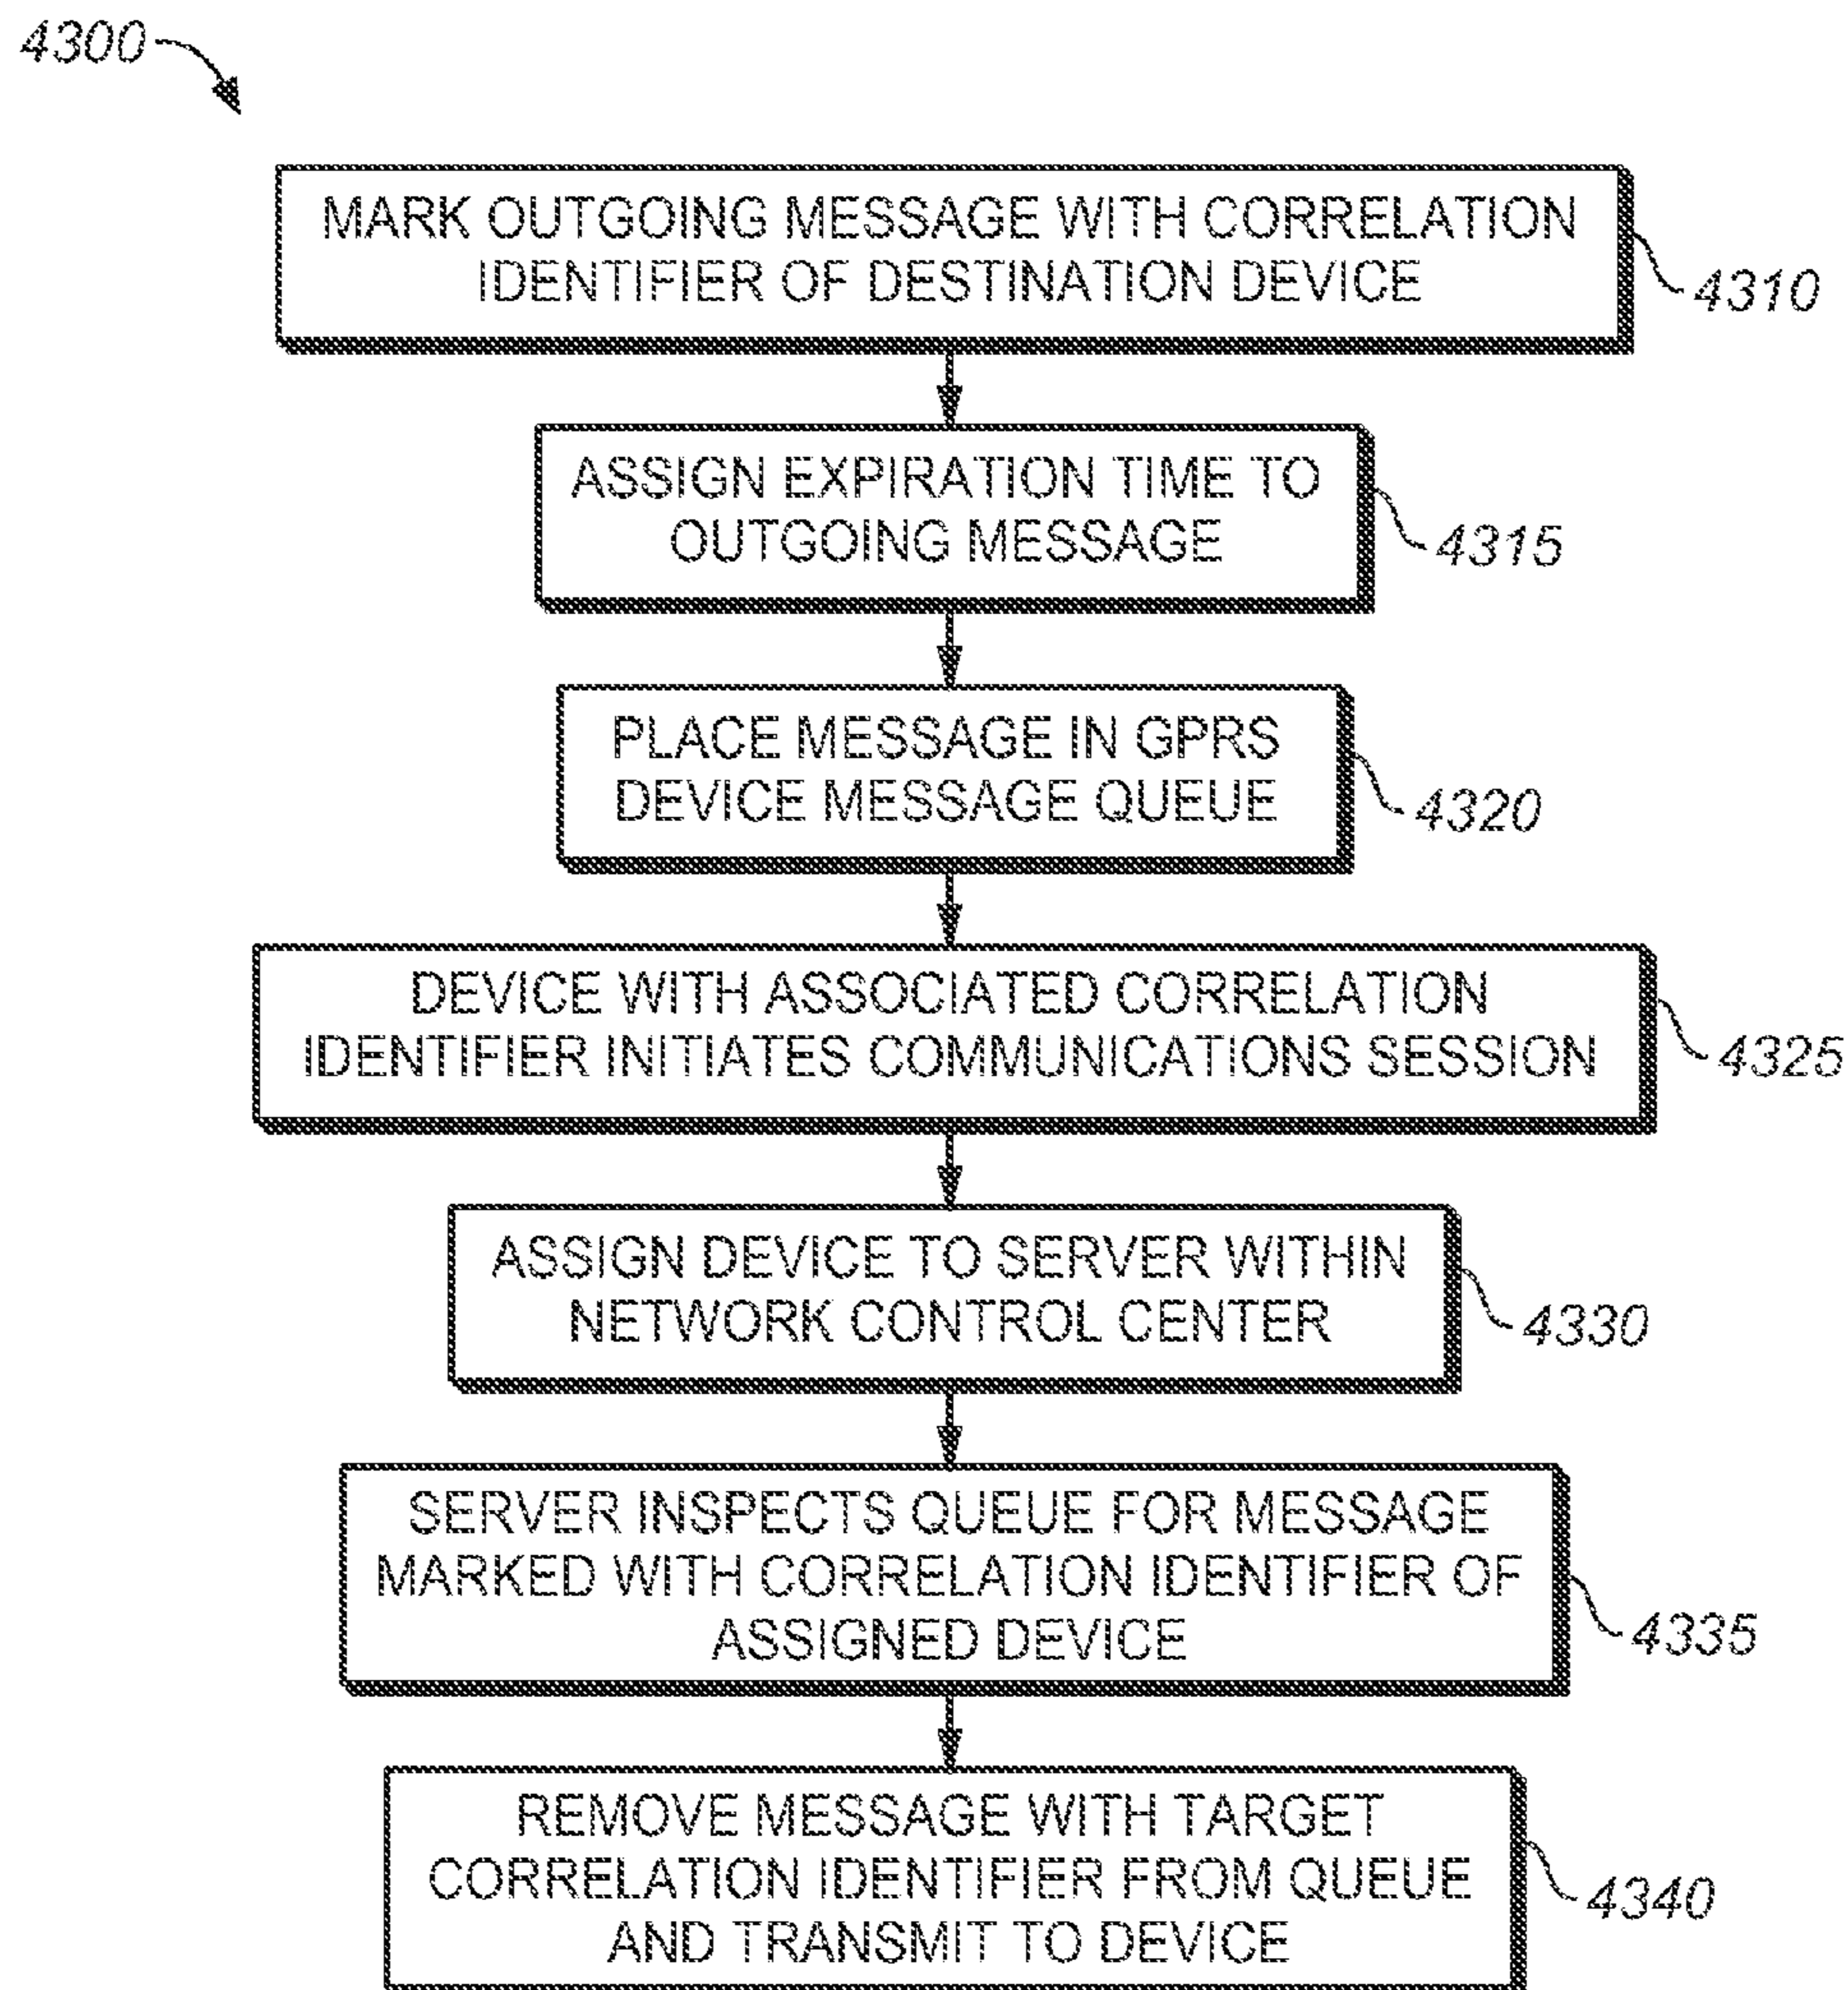 4300
MARK OUTGOING MESSAGE WITH CORRELATION
IDENTIFIER OF DESTINATION DEVICE
4310
ASSIGN EXPIRATION TIME TO
OUTGOING MESSAGE
4315
PLACE MESSAGE IN GPRS
DEVICE MESSAGE QUEUE
4320
DEVICE WITH ASSOCIATED CORRELATION
IDENTIFIER INITIATES COMMUNICATIONS SESSION
4325
ASSIGN DEVICE TO SERVER WITHIN
NETWORK CONTROL CENTER
4330
SERVER INSPECTS QUEUE FOR MESSAGE
MARKED WITH CORRELATION IDENTIFIER OF
ASSIGNED DEVICE
4335
REMOVE MESSAGE WITH TARGET
CORRELATION IDENTIFIER FROM QUEUE
AND TRANSMIT TO DEVICE
4340